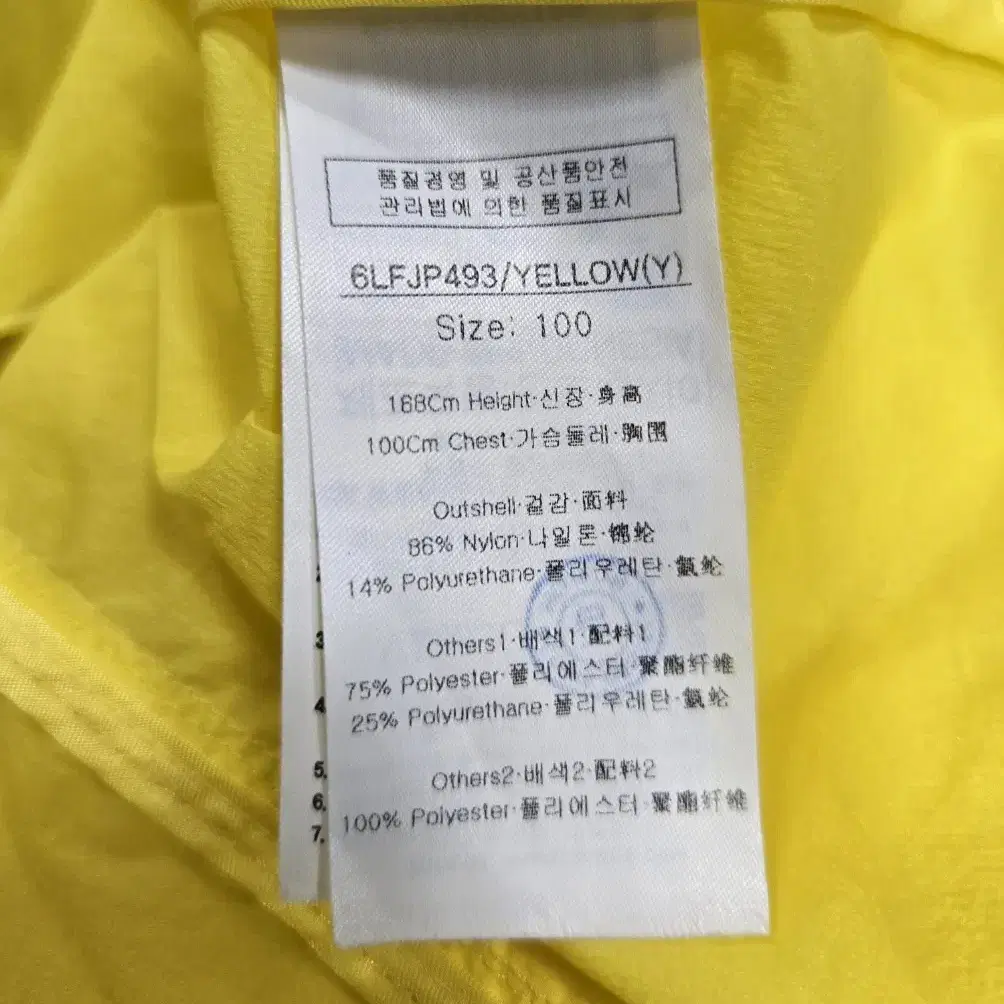 품질경영 및 공산품안전
관리법에 의한 품질표시
6LFJP493/YELLOW(Y)
Size: 100
168Cm Height·신장·身高
100Cm Chest·가슴둘레·胸围
Outshell·겉감·面料
86% Nylon·나일론·锦纶
14% Polyurethane·폴리우레탄·氨纶
Others1·배색1·配料1
75% Polyester·폴리에스터·聚酯纤维
25% Polyurethane·폴리우레탄·氨纶
Others2·배색2·配料2
100% Polyester·폴리에스터·聚酯纤维
3
4.
5.
6.
7.